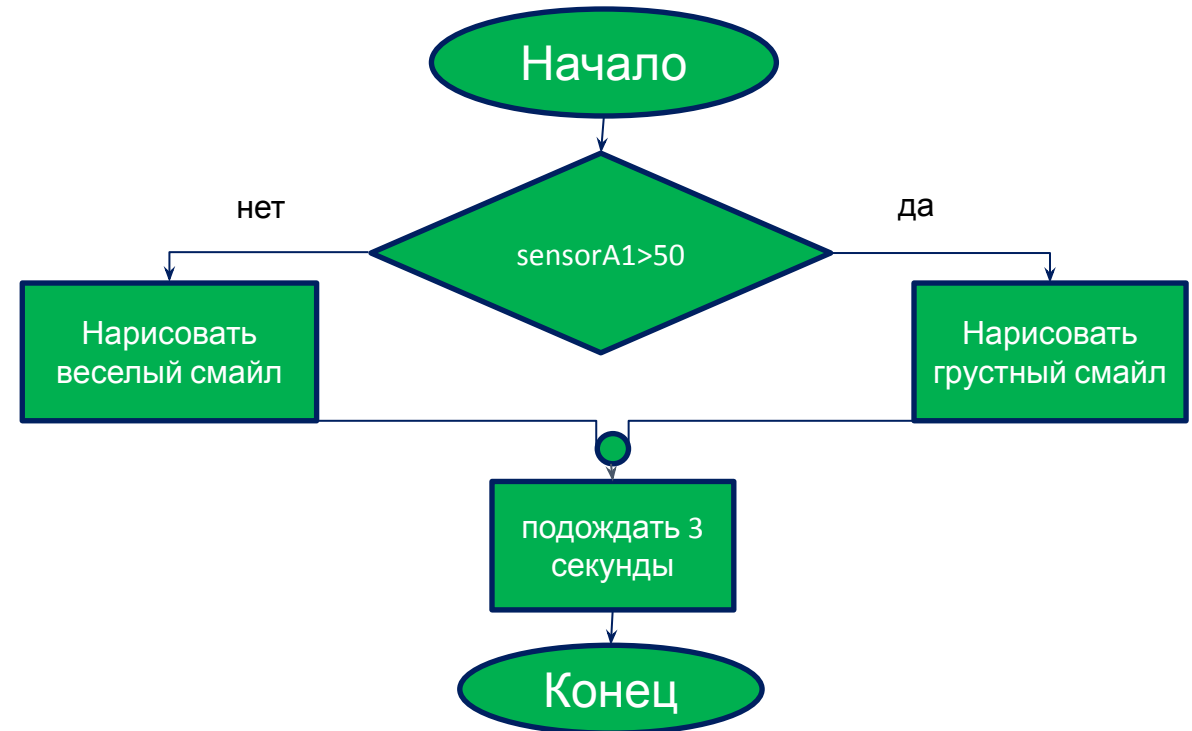 Начало
нет
да
sensorA1>50
Нарисовать
веселый смайл
Нарисовать
грустный смайл
подождать 3
секунды
Конец